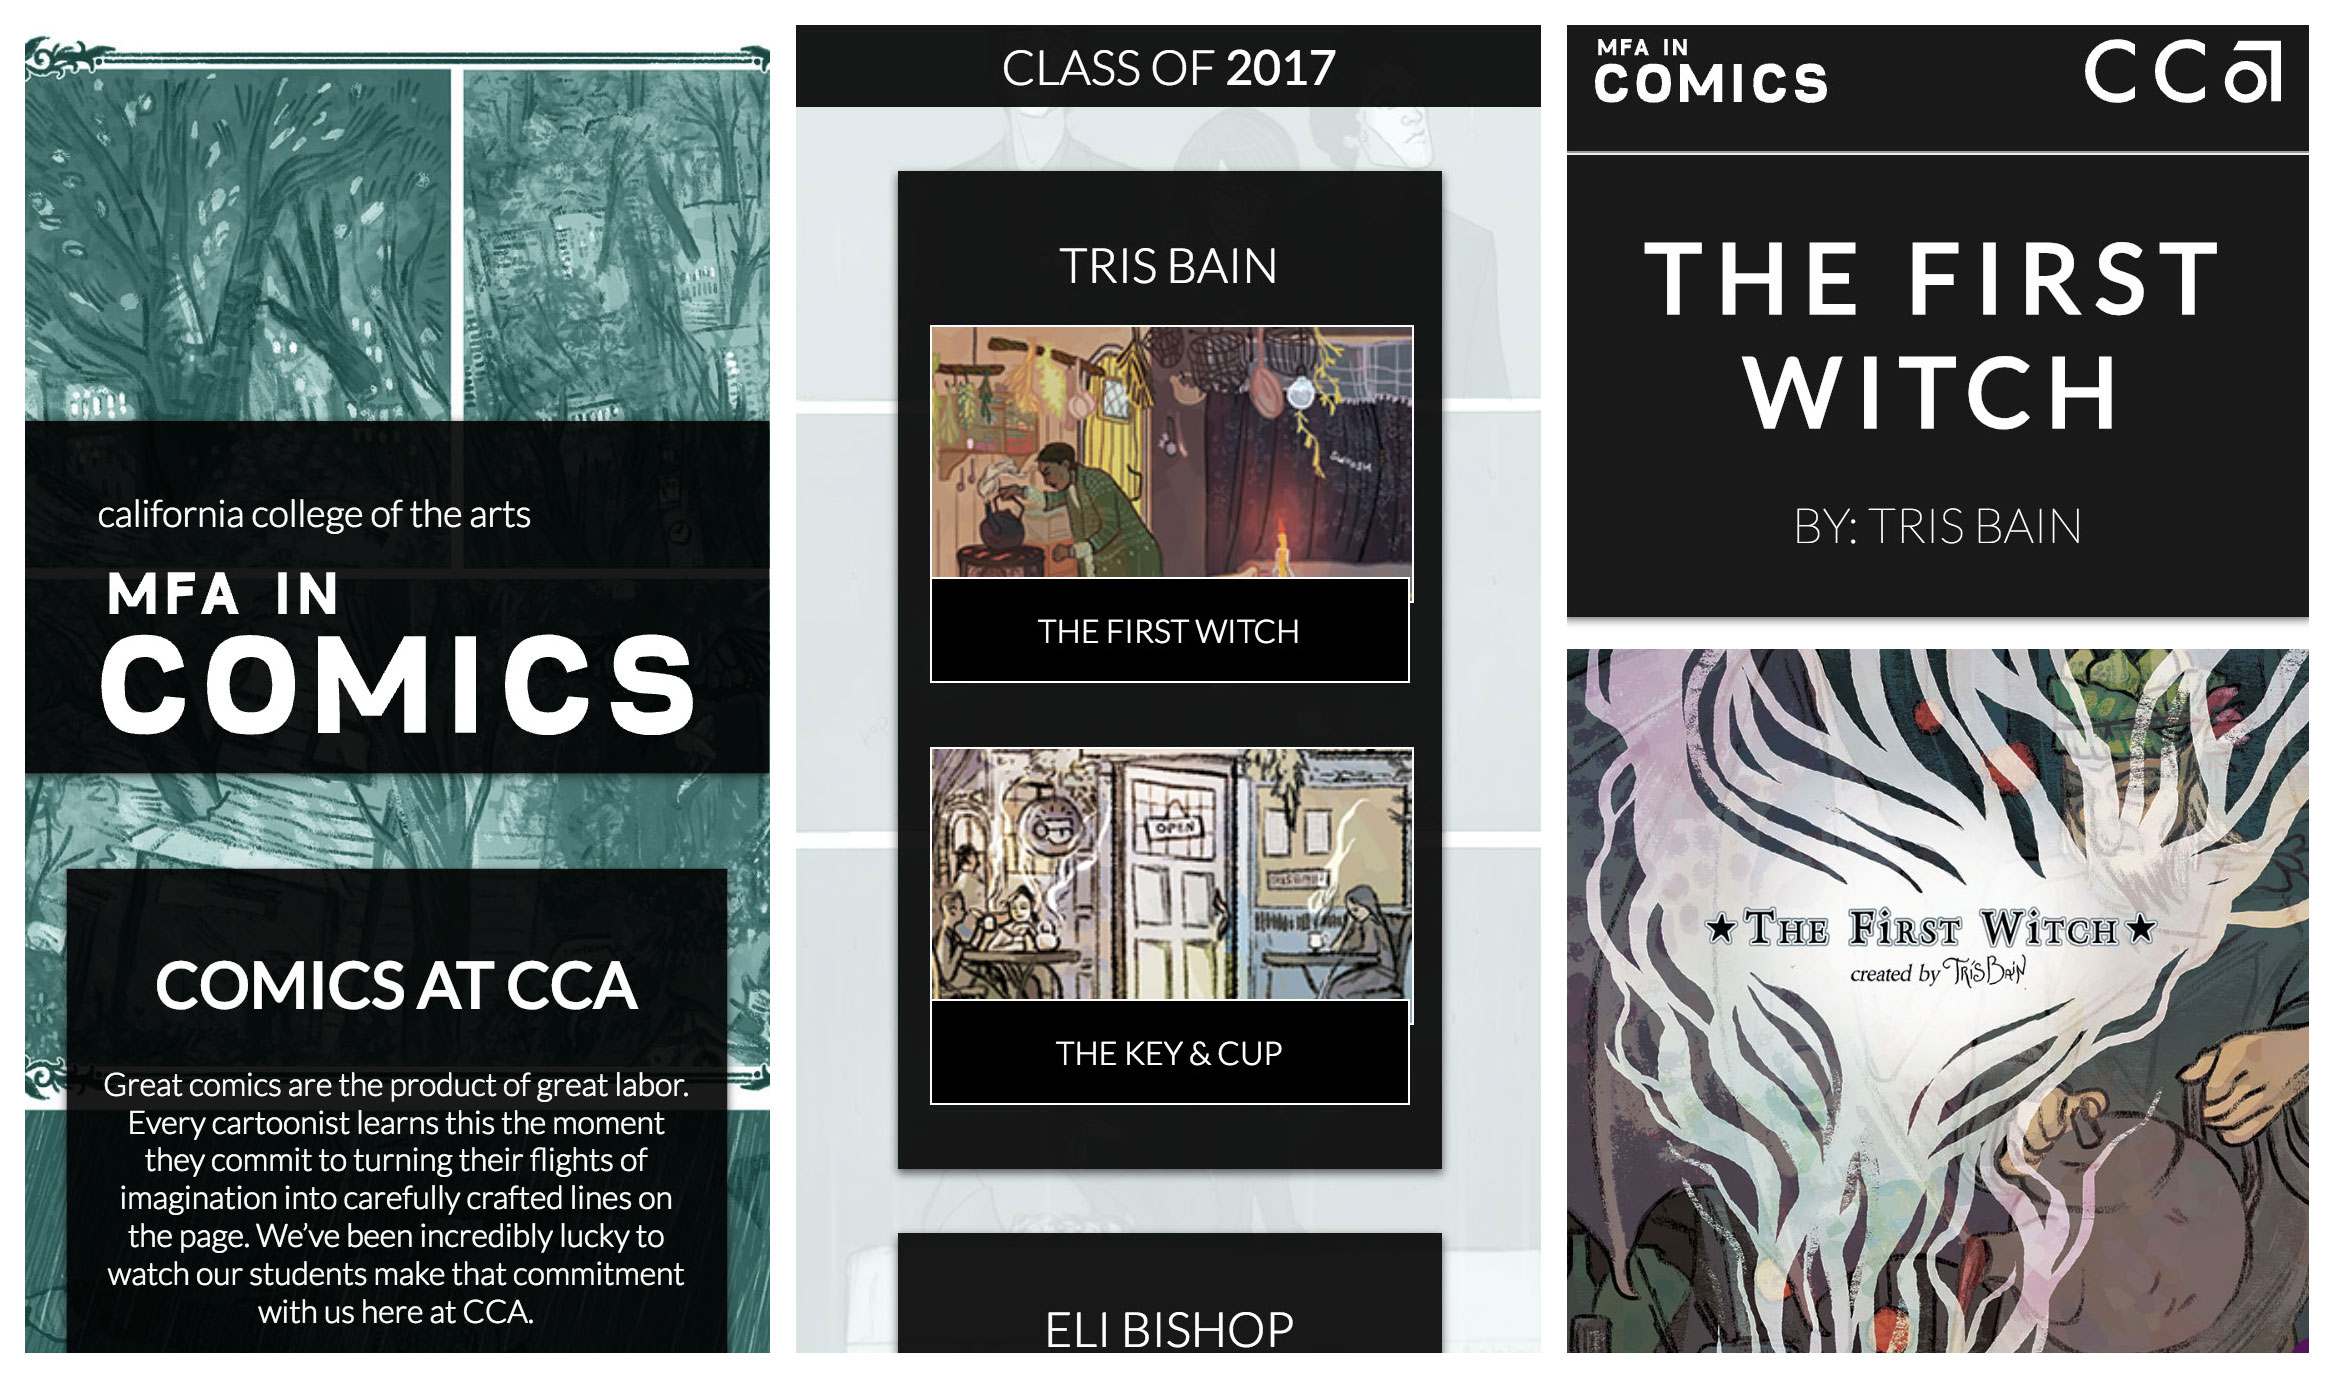 california college of the arts
MFA IN
COMICS
COMICS AT CCA
Great comics are the product of great labor.
Every cartoonist learns this the moment
they commit to turning their flights of
imagination into carefully crafted lines on
the page. We’ve been incredibly lucky to
watch our students make that commitment
with us here at CCA.
CLASS OF 2017
TRIS BAIN
SWOOSH
THE FIRST WITCH
OPEN
THE KEY & CUP
pop
ELI BISHOP
MFA IN
COMICS
CCa
THE FIRST
WITCH
BY: TRIS BAIN
★ THE FiRST WiTCH ★
created by TRiS BAiN